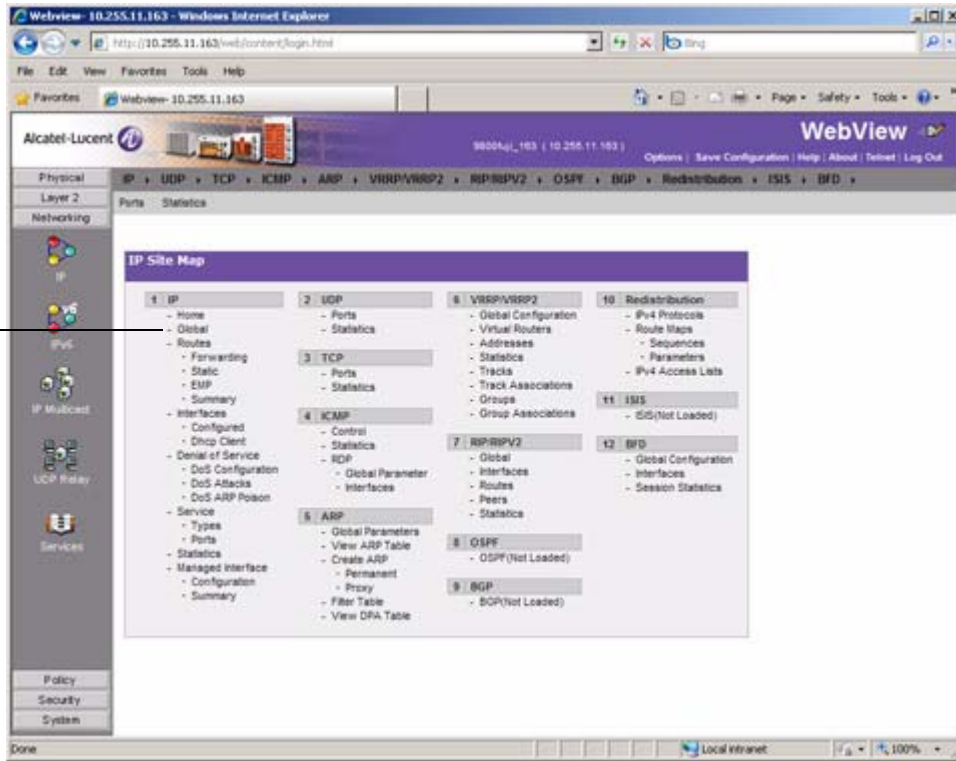 Webview- 10.255.11.163 - Windows Internet Explorer
http://10.255.11.163/web/content/login.html
Bing
File Edit View Favorites Tools Help
Favorites Webview- 10.255.11.163 Page Safety Tools
Alcatel-Lucent WebView
( 10.255.11.163 )
Options | Save Configuration | Help | About | Telnet | Log Out
Physical
Layer 2
Networking
IP
IPv6
IP Multicast
UDP Relay
Services
Policy
Security
System
IP UDP TCP ICMP ARP VRRP/VRRP2 RIP/RIPV2 OSPF BGP Redistribution ISIS BFD
Ports Statistics
IP Site Map
1 IP
- Home
- Global
- Routes
- Forwarding
- Static
- EMP
- Summary
- Interfaces
- Configured
- Dhcp Client
- Denial of Service
- DoS Configuration
- DoS Attacks
- DoS ARP Poison
- Service
- Types
- Ports
- Statistics
- Managed Interface
- Configuration
- Summary
2 UDP
- Ports
- Statistics
3 TCP
- Ports
- Statistics
4 ICMP
- Control
- Statistics
- RDP
- Global Parameter
- Interfaces
5 ARP
- Global Parameters
- View ARP Table
- Create ARP
- Permanent
- Proxy
- Filter Table
- View DPA Table
6 VRRP/VRRP2
- Global Configuration
- Virtual Routers
- Addresses
- Statistics
- Tracks
- Track Associations
- Groups
- Group Associations
7 RIP/RIPV2
- Global
- Interfaces
- Routes
- Peers
- Statistics
8 OSPF
- OSPF(Not Loaded)
9 BGP
- BGP(Not Loaded)
10 Redistribution
- IPv4 Protocols
- Route Maps
- Sequences
- Parameters
- IPv4 Access Lists
11 ISIS
- ISIS(Not Loaded)
12 BFD
- Global Configuration
- Interfaces
- Session Statistics
Done Local intranet 100%